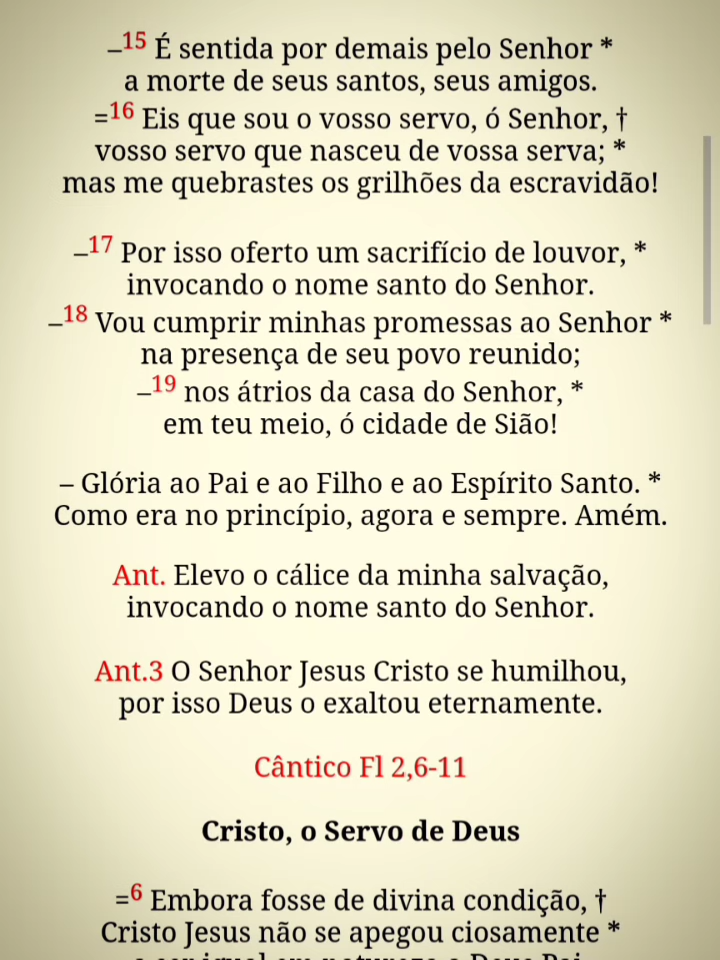 –15 É sentida por demais pelo Senhor *
a morte de seus santos, seus amigos.
=16 Eis que sou o vosso servo, ó Senhor, †
vosso servo que nasceu de vossa serva; *
mas me quebrastes os grilhões da escravidão!
–17 Por isso oferto um sacrifício de louvor, *
invocando o nome santo do Senhor.
–18 Vou cumprir minhas promessas ao Senhor *
na presença de seu povo reunido;
–19 nos átrios da casa do Senhor, *
em teu meio, ó cidade de Sião!
– Glória ao Pai e ao Filho e ao Espírito Santo. *
Como era no princípio, agora e sempre. Amém.
Ant. Elevo o cálice da minha salvação,
invocando o nome santo do Senhor.
Ant.3 O Senhor Jesus Cristo se humilhou,
por isso Deus o exaltou eternamente.
Cântico Fl 2,6-11
Cristo, o Servo de Deus
=6 Embora fosse de divina condição, †
Cristo Jesus não se apegou ciosamente *